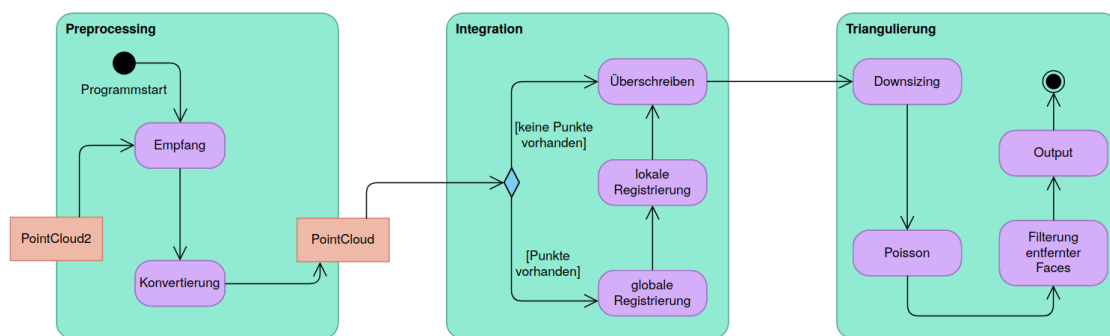 Preprocessing
Programmstart
Empfang
PointCloud2
Konvertierung
PointCloud
Integration
[keine Punkte
vorhanden]
[Punkte
vorhanden]
Überschreiben
lokale
Registrierung
globale
Registrierung
Triangulierung
Downsizing
Poisson
Output
Filterung
entfernter
Faces